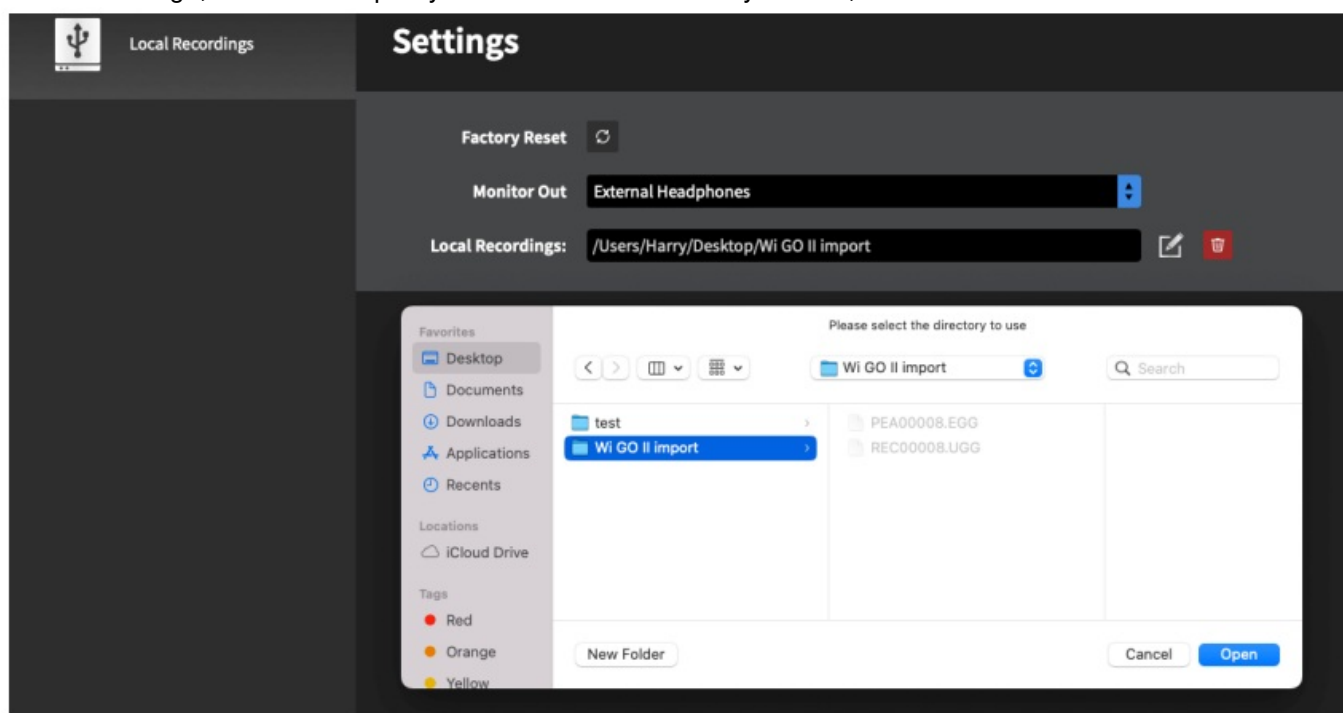 Local Recordings
Settings
Factory Reset
Monitor Out External Headphones
Local Recordings: /Users/Harry/Desktop/Wi GO II import
Please select the directory to use
Favorites
Desktop
Documents
Downloads
Applications
Recents
Locations
iCloud Drive
Tags
Red
Orange
Yellow
Wi GO II import
Search
test
Wi GO II import
PEA00008.EGG
REC00008.UGG
New Folder
Cancel
Open